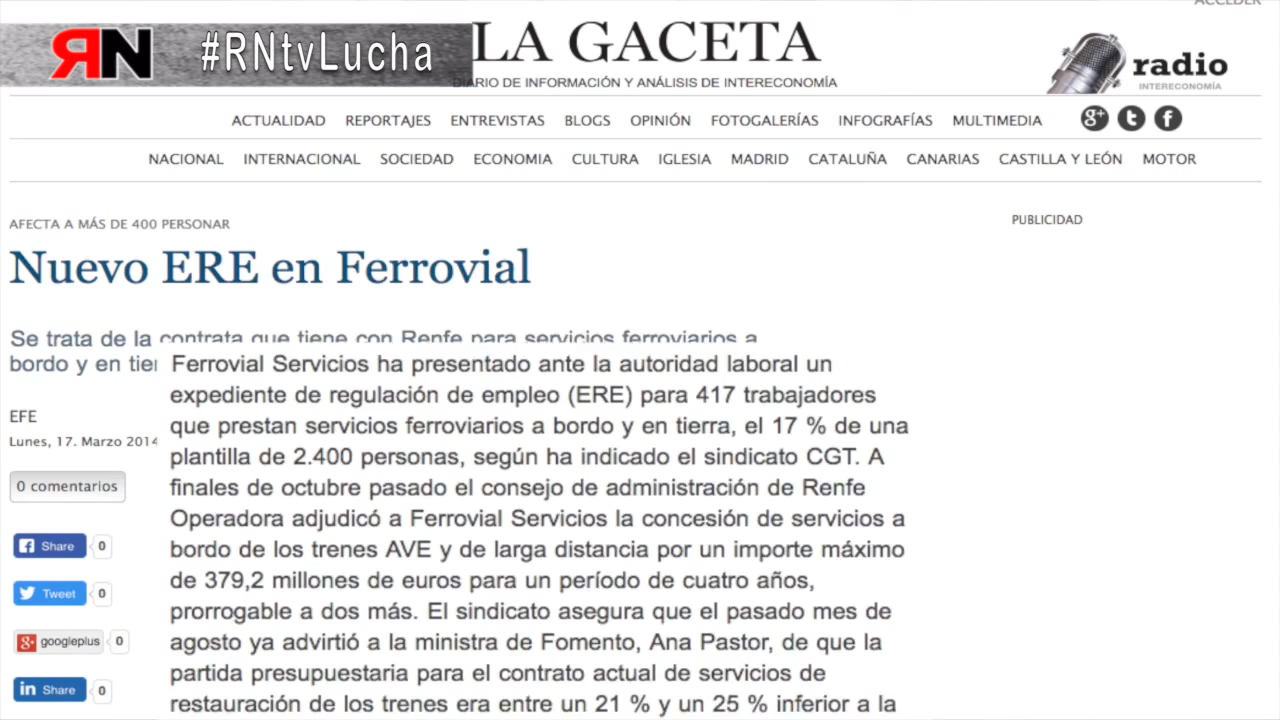 ACCEDER
RN #RNtvLucha
LA GACETA
DIARIO DE INFORMACIÓN Y ANÁLISIS DE INTERECONOMÍA
radio
INTERECONOMÍA
ACTUALIDAD REPORTAJES ENTREVISTAS BLOGS OPINIÓN FOTOGALERÍAS INFOGRAFÍAS MULTIMEDIA
NACIONAL INTERNACIONAL SOCIEDAD ECONOMIA CULTURA IGLESIA MADRID CATALUÑA CANARIAS CASTILLA Y LEÓN MOTOR
AFECTA A MÁS DE 400 PERSONAR
PUBLICIDAD
Nuevo ERE en Ferrovial
Se trata de la contrata que tiene con Renfe para servicios ferroviarios a
bordo y en tier
Ferrovial Servicios ha presentado ante la autoridad laboral un
expediente de regulación de empleo (ERE) para 417 trabajadores
que prestan servicios ferroviarios a bordo y en tierra, el 17 % de una
plantilla de 2.400 personas, según ha indicado el sindicato CGT. A
finales de octubre pasado el consejo de administración de Renfe
Operadora adjudicó a Ferrovial Servicios la concesión de servicios a
bordo de los trenes AVE y de larga distancia por un importe máximo
de 379,2 millones de euros para un período de cuatro años,
prorrogable a dos más. El sindicato asegura que el pasado mes de
agosto ya advirtió a la ministra de Fomento, Ana Pastor, de que la
partida presupuestaria para el contrato actual de servicios de
restauración de los trenes era entre un 21 % y un 25 % inferior a la
EFE
Lunes, 17. Marzo 2014
0 comentarios
Share 0
Tweet 0
googleplus 0
Share 0